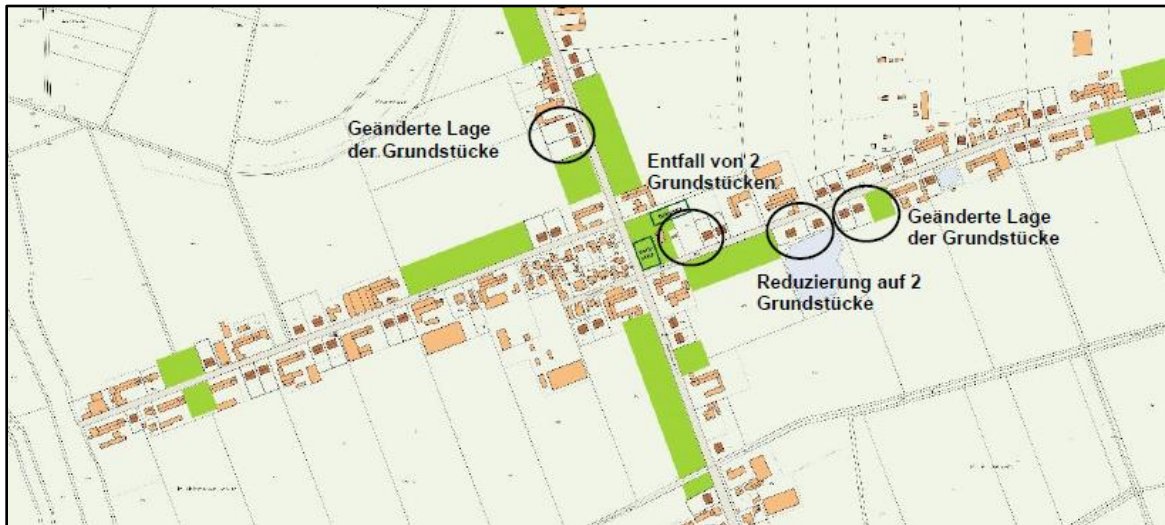 Geänderte Lage
der Grundstücke
Entfall von 2
Grundstücken
Geänderte Lage
der Grundstücke
Reduzierung auf 2
Grundstücke